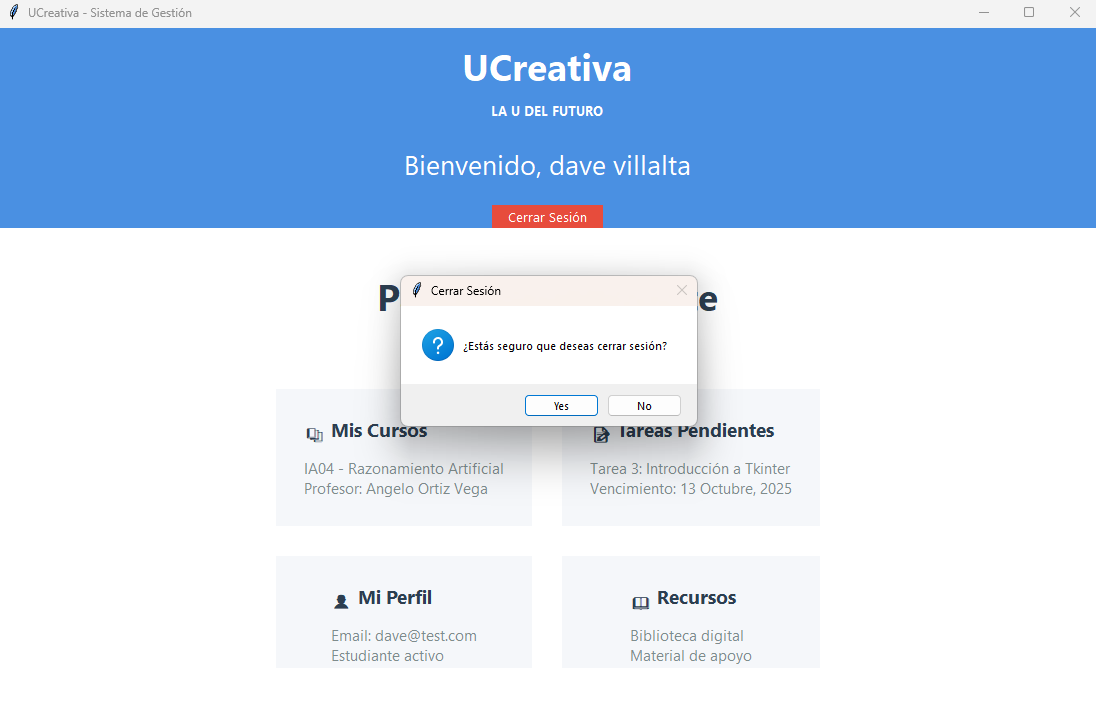 UCreativa - Sistema de Gestión
UCreativa
LA U DEL FUTURO
Bienvenido, dave villalta
Cerrar Sesión
Cerrar Sesión
¿Estás seguro que deseas cerrar sesión?
Yes
No
Mis Cursos
IA04 - Razonamiento Artificial
Profesor: Angelo Ortiz Vega
Tareas Pendientes
Tarea 3: Introducción a Tkinter
Vencimiento: 13 Octubre, 2025
Mi Perfil
Email: dave@test.com
Estudiante activo
Recursos
Biblioteca digital
Material de apoyo